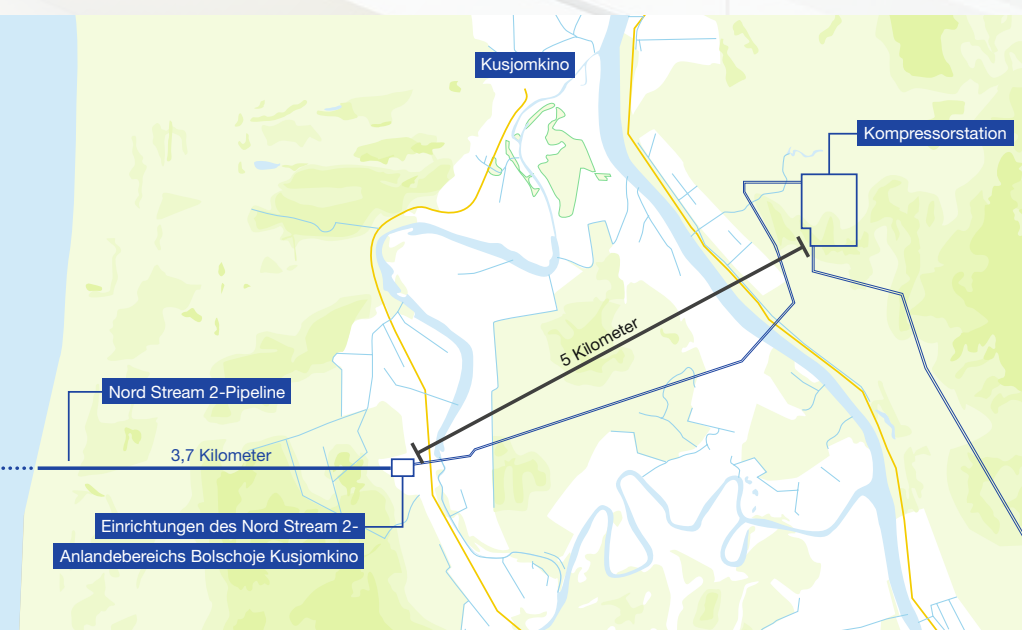 Kusjomkino
Kompressorstation
5 Kilometer
Nord Stream 2-Pipeline
3,7 Kilometer
Einrichtungen des Nord Stream 2-
Anlandebereichs Bolschoje Kusjomkino